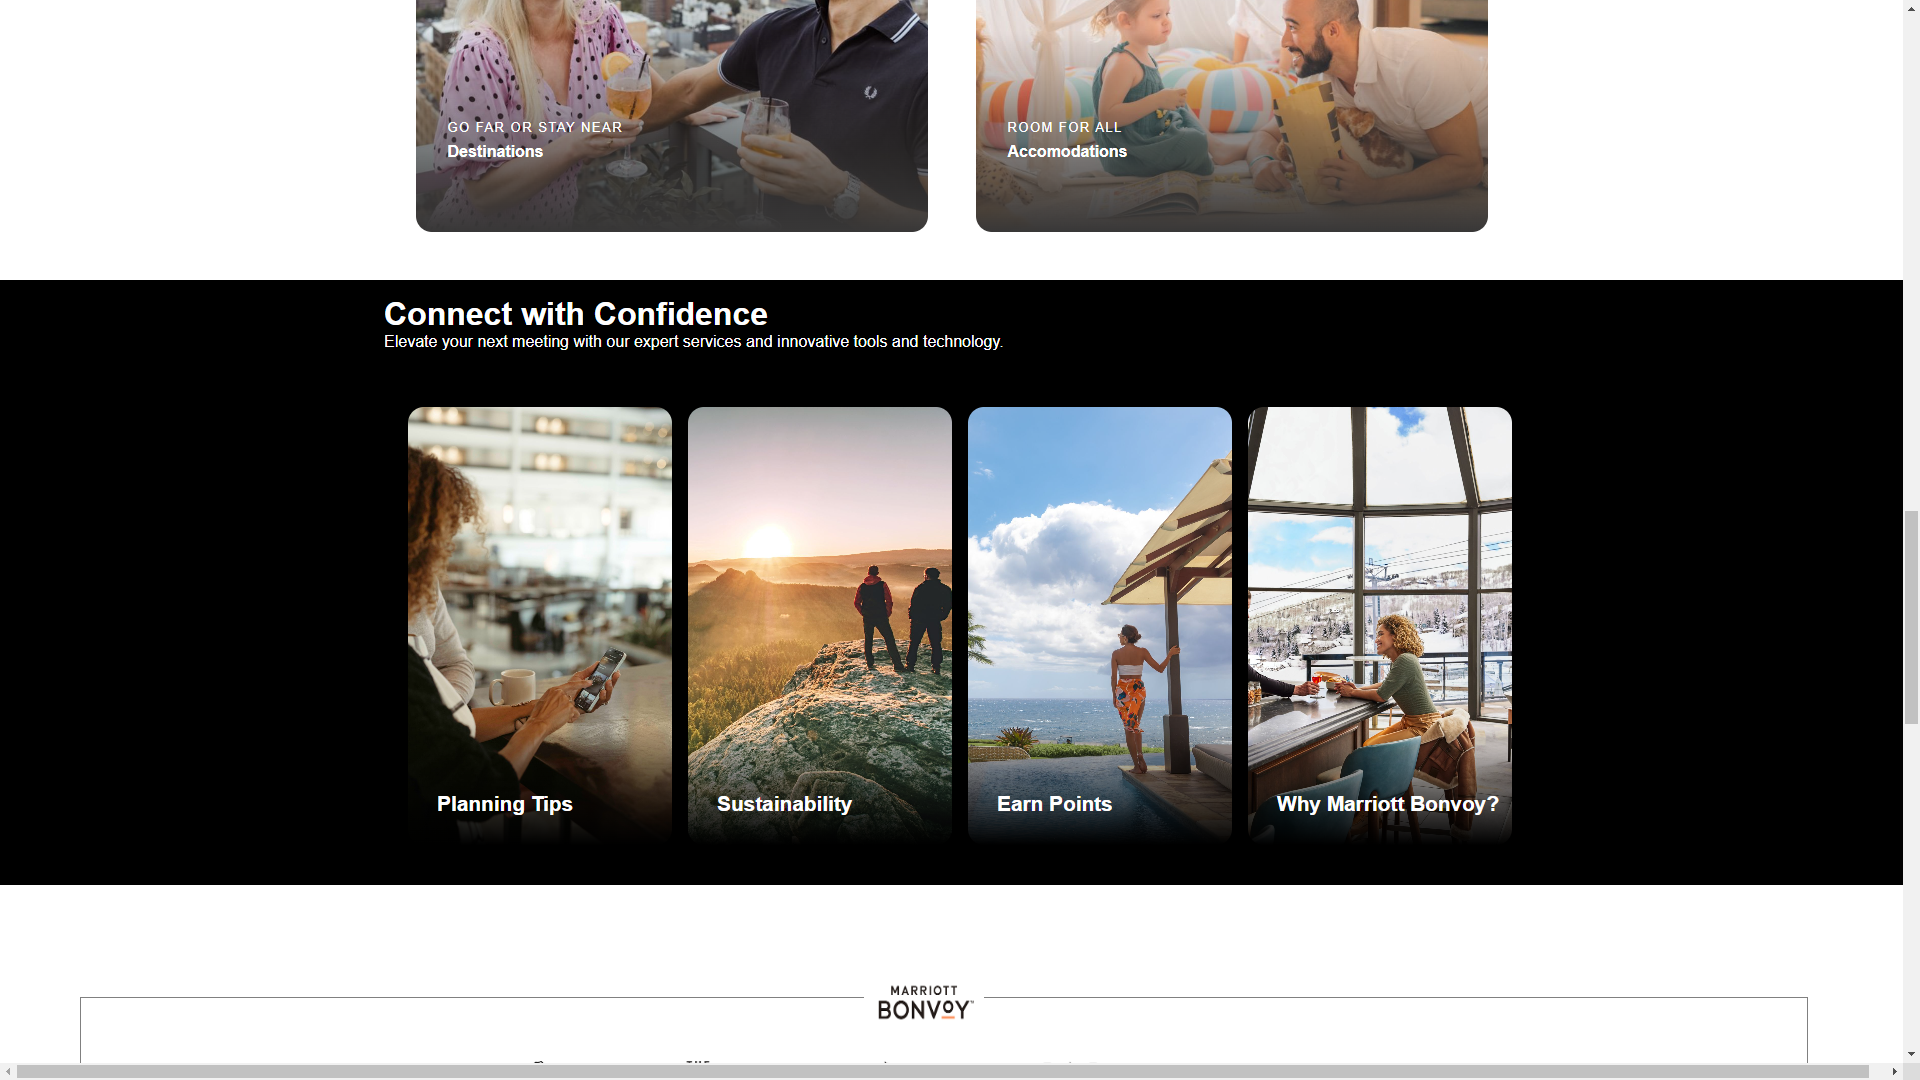 GO FAR OR STAY NEAR
Destinations
ROOM FOR ALL
Accomodations
Connect with Confidence
Elevate your next meeting with our expert services and innovative tools and technology.
Planning Tips
Sustainability
Earn Points
Why Marriott Bonvoy?
MARRIOTT
BONVOY™